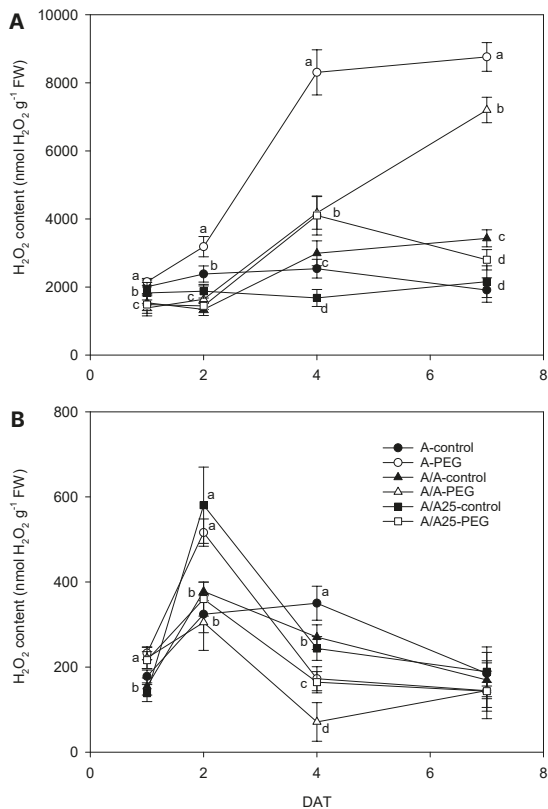 A
10000
8000
6000
4000
2000
0
H₂O₂ content (nmol H₂O₂ g⁻¹ FW)
a
b
c
a
b
c
a
b
c
d
a
b
c
d
d
0 2 4 6 8
B
800
600
400
200
0
H₂O₂ content (nmol H₂O₂ g⁻¹ FW)
A-control
A-PEG
A/A-control
A/A-PEG
A/A25-control
A/A25-PEG
a
b
a
a
b
b
a
b
c
d
0 2 4 6 8
DAT